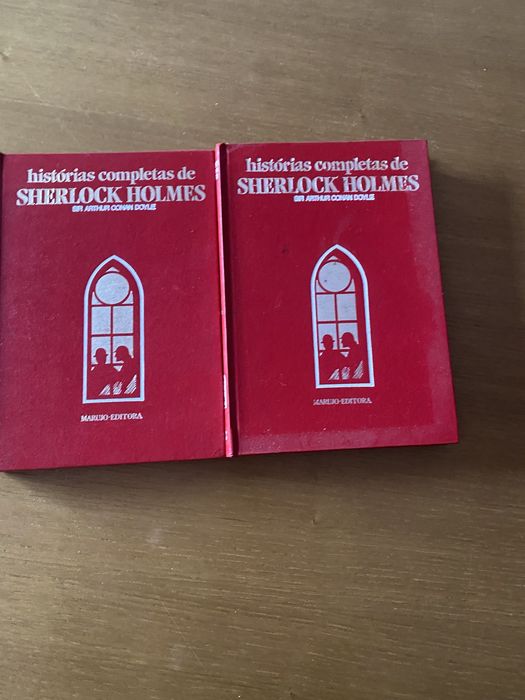 histórias completas de
SHERLOCK HOLMES
SIR ARTHUR CONAN DOYLE
MARUJO-EDITORA
histórias completas de
SHERLOCK HOLMES
SIR ARTHUR CONAN DOYLE
MARUJO-EDITORA